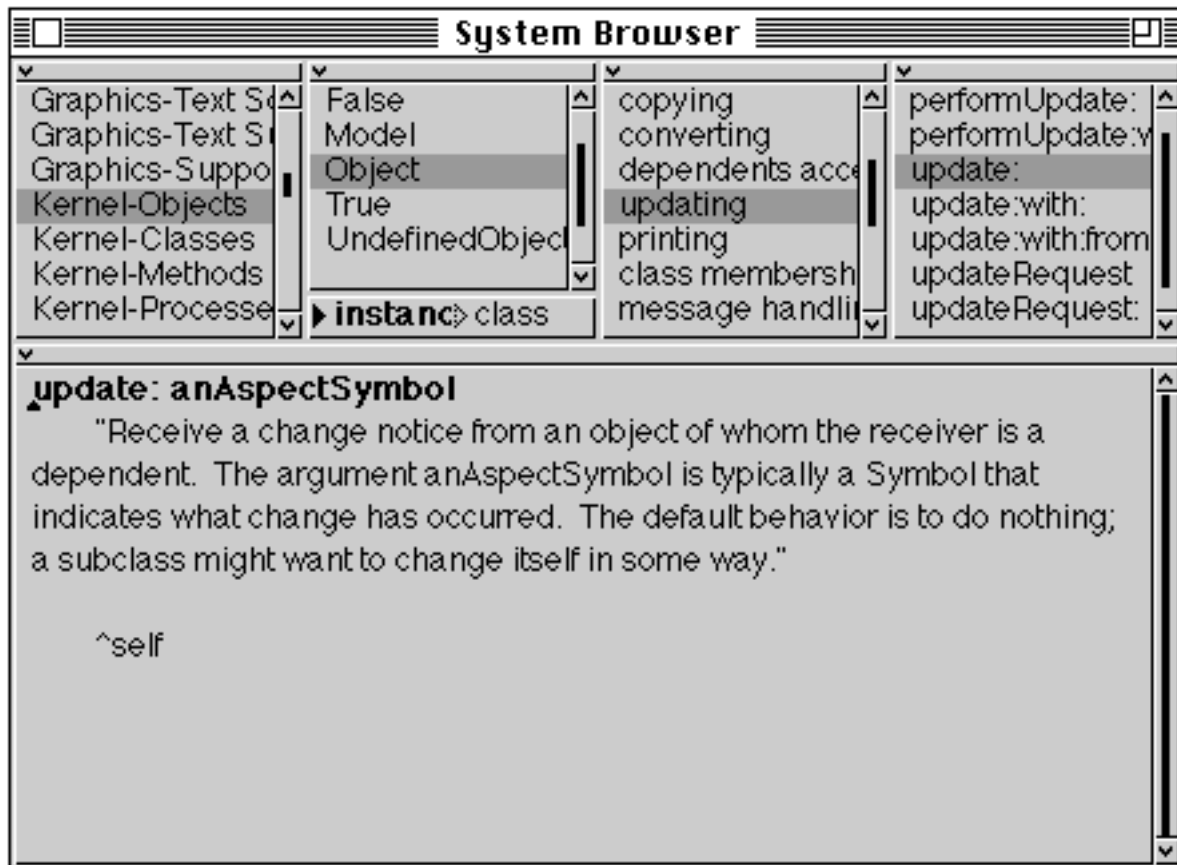 System Browser
Graphics-Text Sc
Graphics-Text Su
Graphics-Suppo
Kernel-Objects
Kernel-Classes
Kernel-Methods
Kernel-Processe
False
Model
Object
True
UndefinedObjec
instanc class
copying
converting
dependents acce
updating
printing
class membersh
message handlin
performUpdate:
performUpdate:w
update:
update:with:
update:with:from
updateRequest
updateRequest:
update: anAspectSymbol
"Receive a change notice from an object of whom the receiver is a
dependent. The argument anAspectSymbol is typically a Symbol that
indicates what change has occurred. The default behavior is to do nothing;
a subclass might want to change itself in some way."
^self